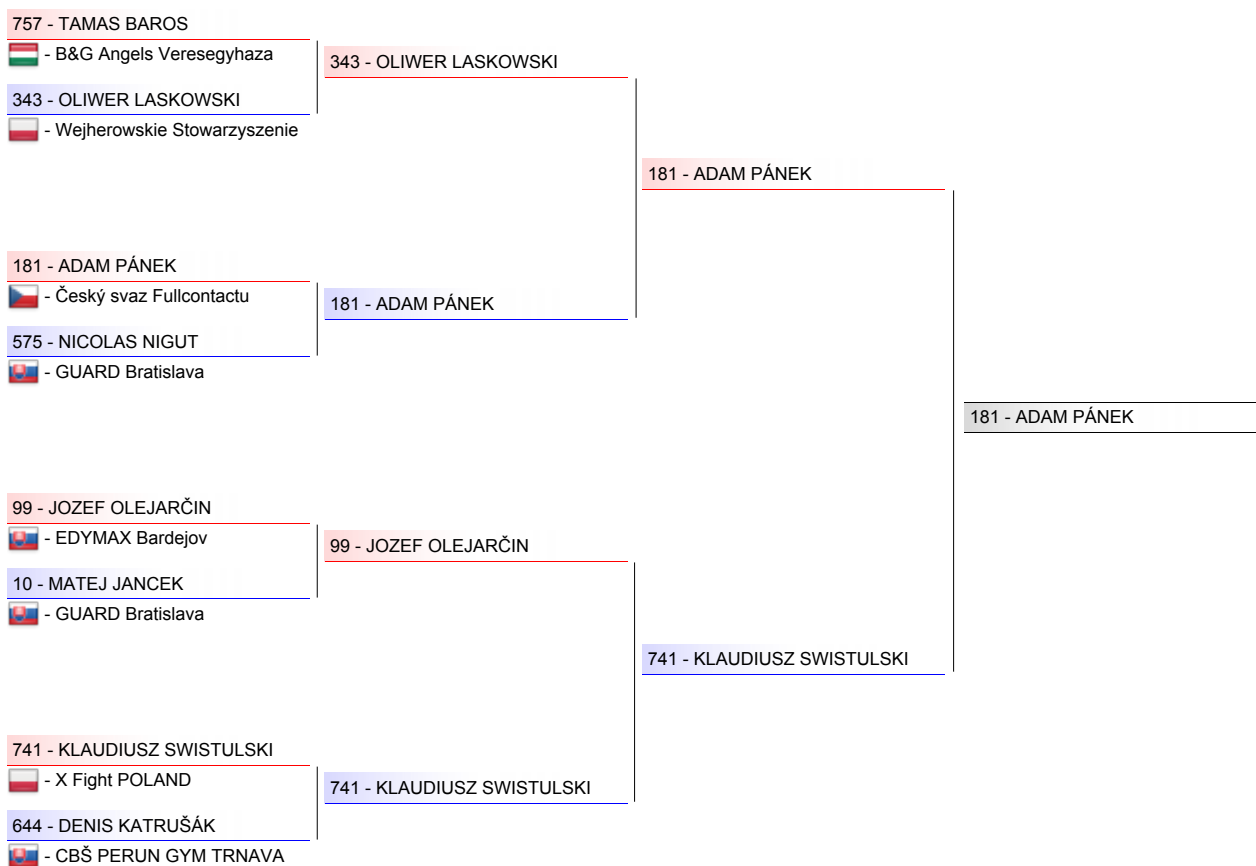 757 - TAMAS BAROS
- B&G Angels Veresegyhaza
343 - OLIWER LASKOWSKI
343 - OLIWER LASKOWSKI
- Wejherowskie Stowarzyszenie
181 - ADAM PÁNEK
181 - ADAM PÁNEK
- Český svaz Fullcontactu
181 - ADAM PÁNEK
575 - NICOLAS NIGUT
- GUARD Bratislava
181 - ADAM PÁNEK
99 - JOZEF OLEJARČIN
- EDYMAX Bardejov
99 - JOZEF OLEJARČIN
10 - MATEJ JANCEK
- GUARD Bratislava
741 - KLAUDIUSZ SWISTULSKI
741 - KLAUDIUSZ SWISTULSKI
- X Fight POLAND
741 - KLAUDIUSZ SWISTULSKI
644 - DENIS KATRUŠÁK
- CBŠ PERUN GYM TRNAVA